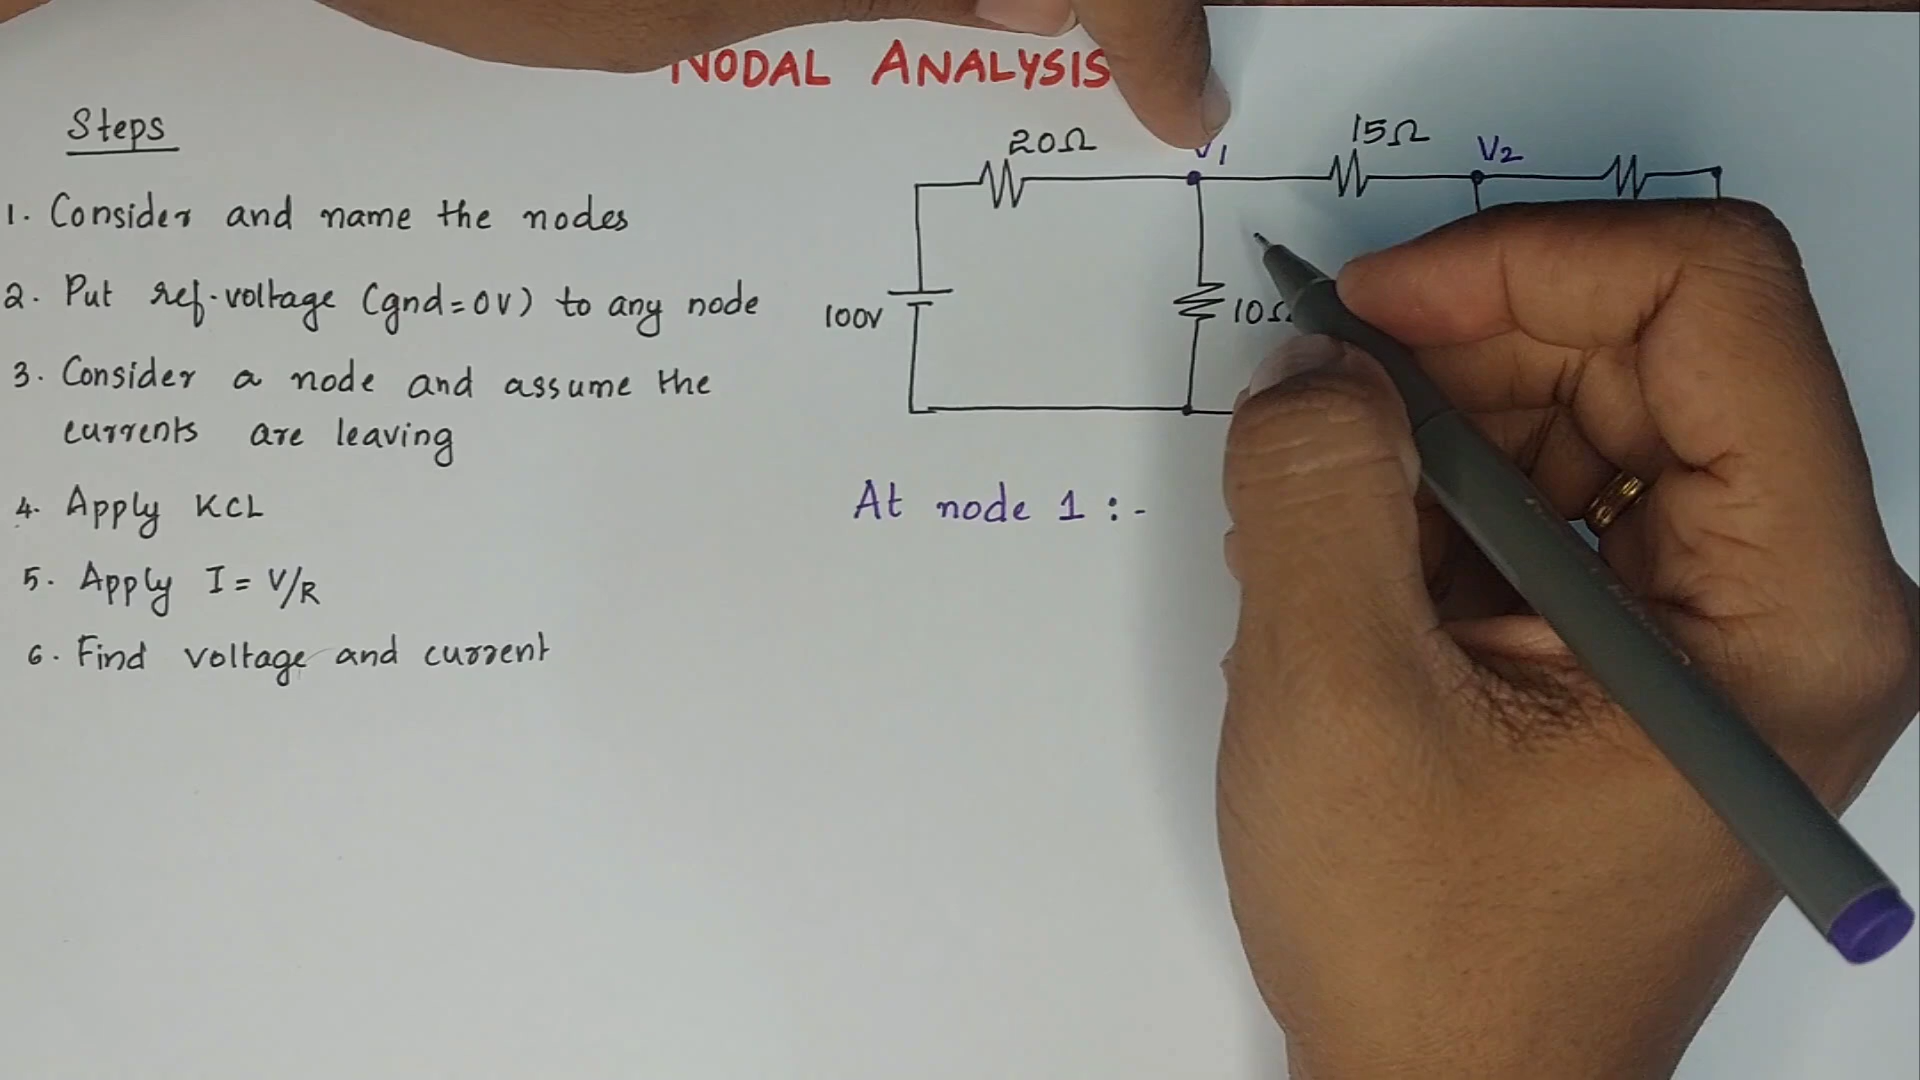 NODAL ANALYSIS
Steps
1. Consider and name the nodes
2. Put ref.voltage (gnd=0V) to any node
3. Consider a node and assume the
currents are leaving
4. Apply KCL
5. Apply I = V/R
6. Find voltage and current
20Ω
V1
15Ω
V2
100V
10Ω
At node 1 :-